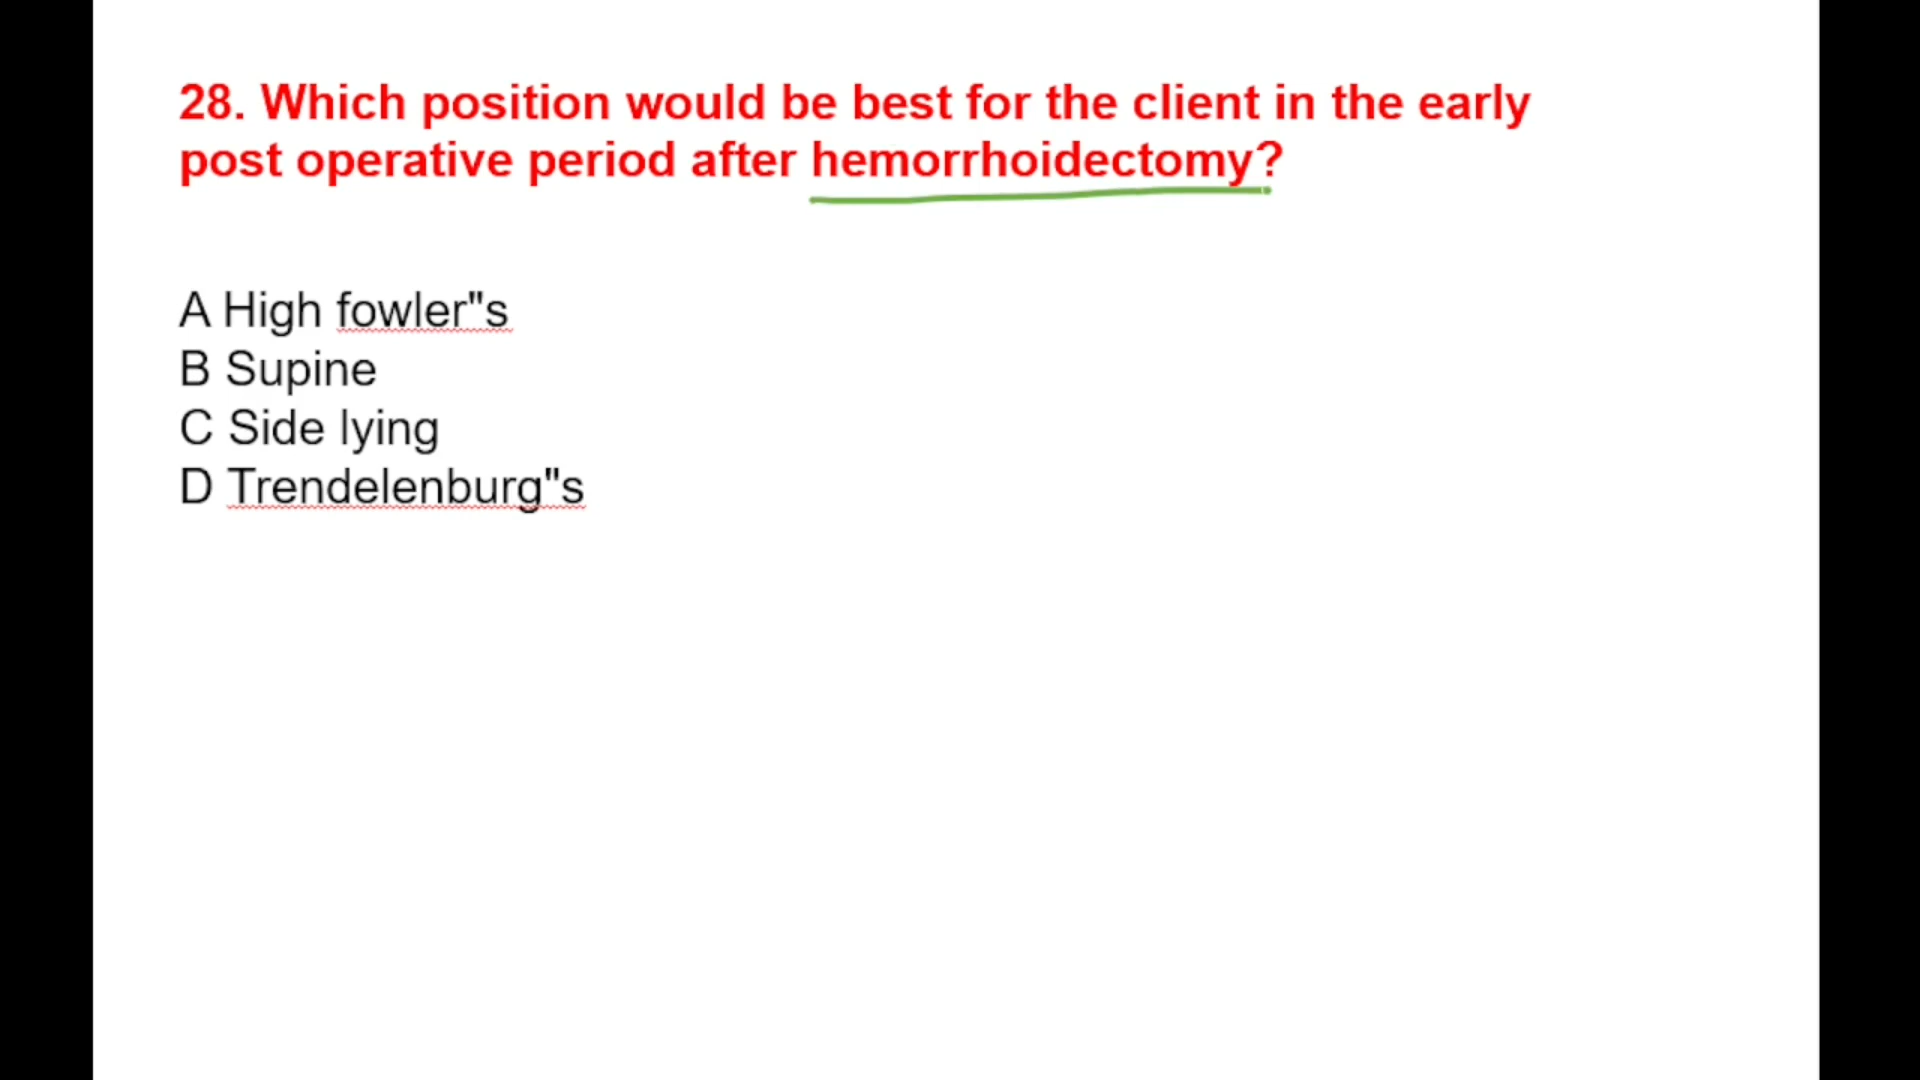 28. Which position would be best for the client in the early
post operative period after hemorrhoidectomy?
A High fowler"s
B Supine
C Side lying
D Trendelenburg"s